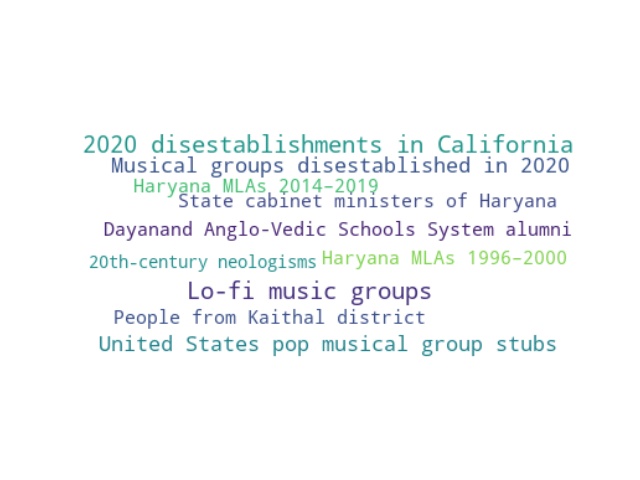 2020 disestablishments in California
Musical groups disestablished in 2020
Haryana MLAs 2014–2019
State cabinet ministers of Haryana
Dayanand Anglo-Vedic Schools System alumni
20th-century neologisms
Haryana MLAs 1996–2000
Lo-fi music groups
People from Kaithal district
United States pop musical group stubs